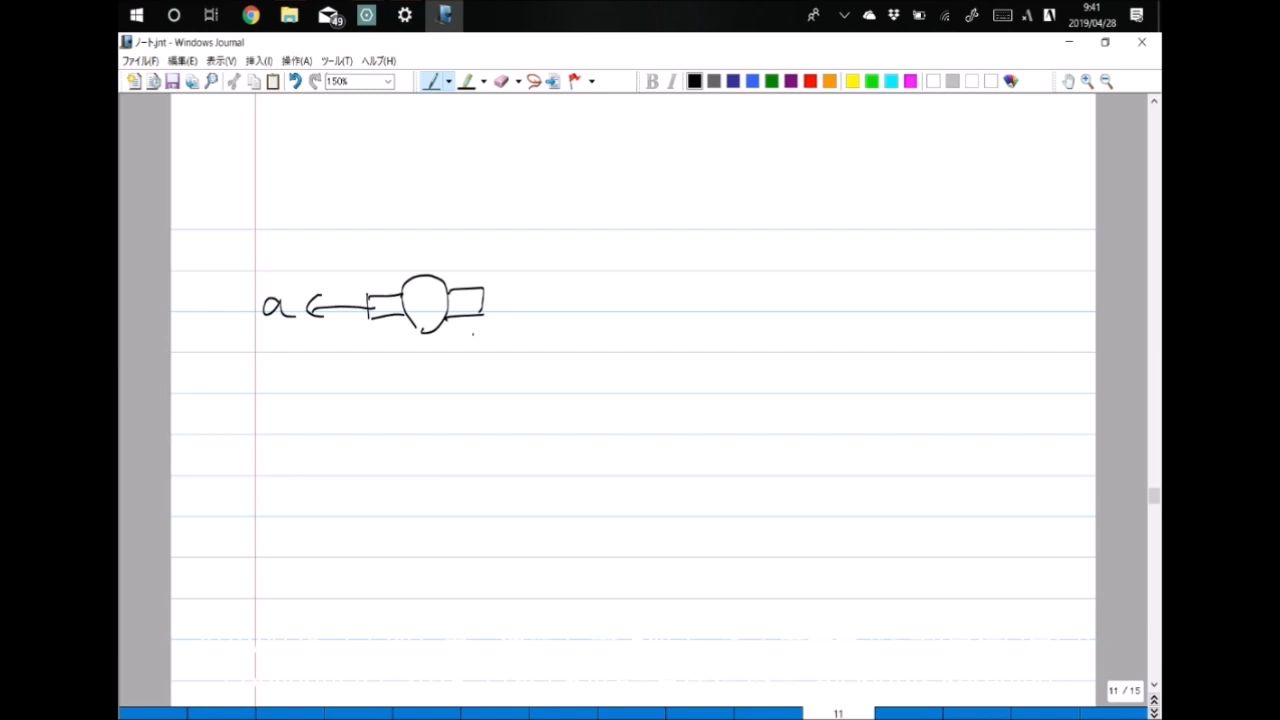 9:41
2019/04/28
49
ノート.jnt - Windows Journal
ファイル(F) 編集(E) 表示(V) 挿入(I) 操作(A) ツール(T) ヘルプ(H)
150% B I
a
11 / 15
11